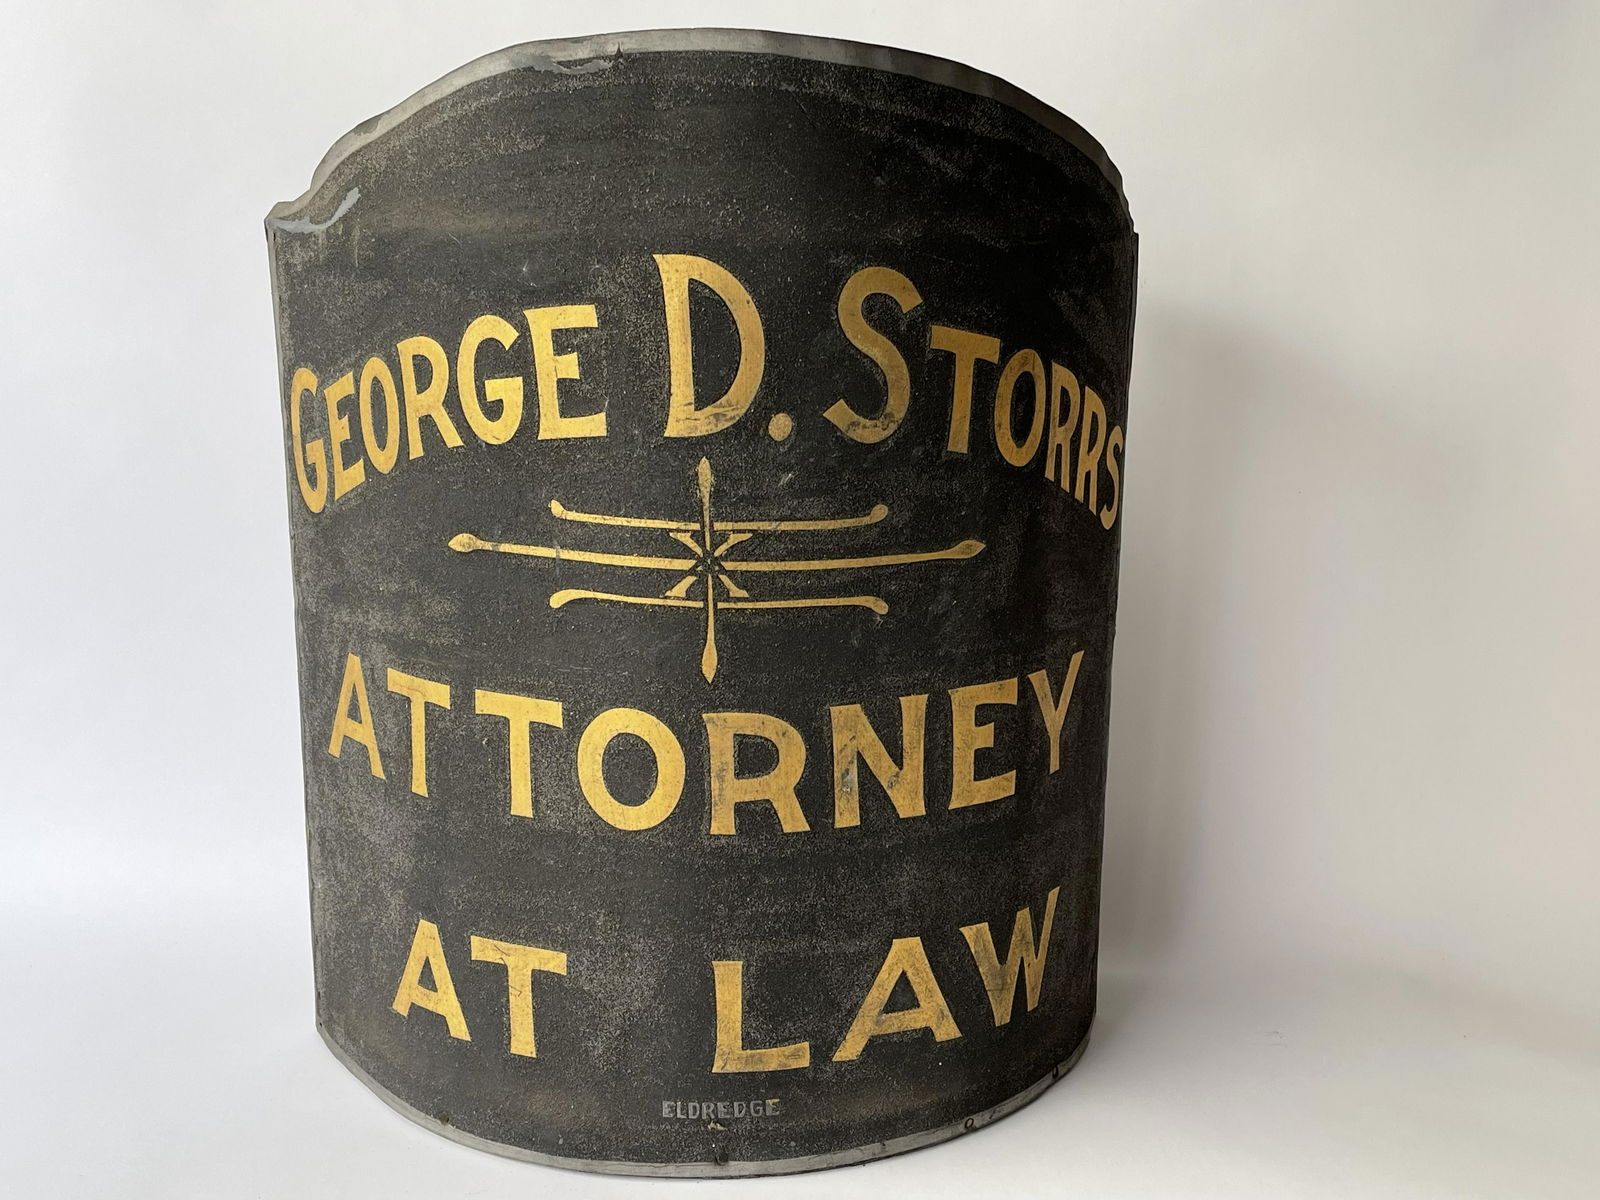 GEORGE D. STORRS
ATTORNEY
AT LAW
ELDREDGE